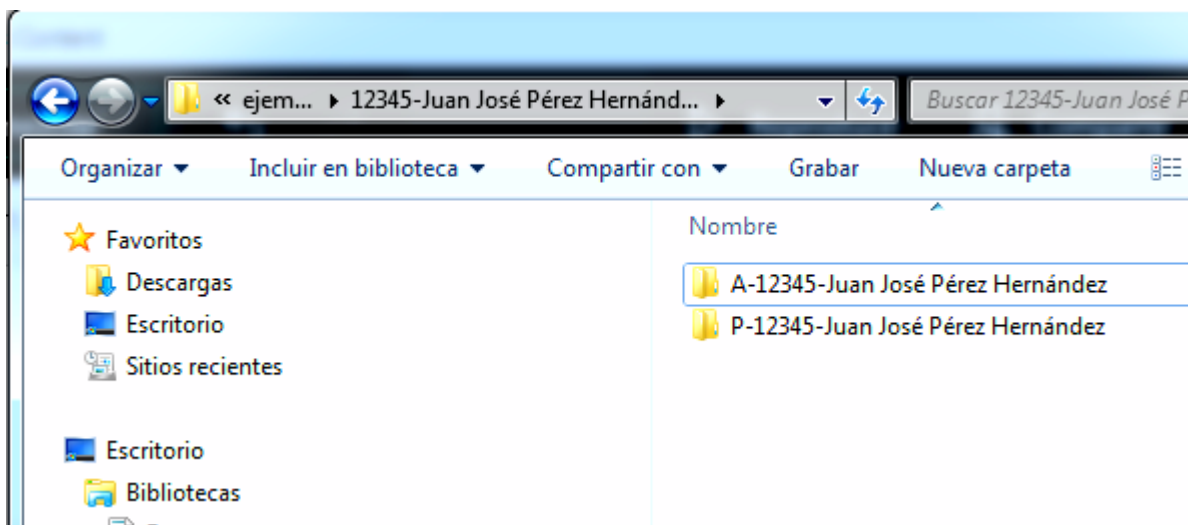 « ejem... 12345-Juan José Pérez Hernánd...
Buscar 12345-Juan José P
Organizar Incluir en biblioteca Compartir con Grabar Nueva carpeta
Nombre
Favoritos
Descargas
Escritorio
Sitios recientes
Escritorio
Bibliotecas
A-12345-Juan José Pérez Hernández
P-12345-Juan José Pérez Hernández